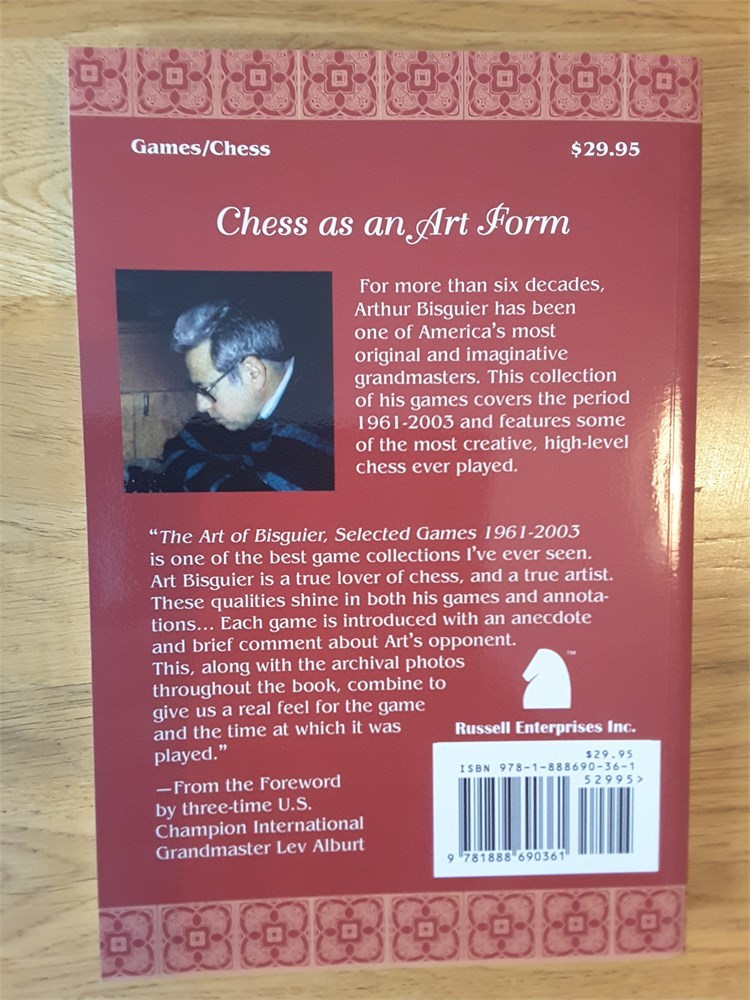 Games/Chess
$29.95
Chess as an Art Form
For more than six decades,
Arthur Bisguier has been
one of America's most
original and imaginative
grandmasters. This collection
of his games covers the period
1961-2003 and features some
of the most creative, high-level
chess ever played.
“The Art of Bisguier, Selected Games 1961-2003
is one of the best game collections I've ever seen.
Art Bisguier is a true lover of chess, and a true artist.
These qualities shine in both his games and annota-
tions... Each game is introduced with an anecdote
and brief comment about Art's opponent.
This, along with the archival photos
throughout the book, combine to
give us a real feel for the game
and the time at which it was
played.”
—From the Foreword
by three-time U.S.
Champion International
Grandmaster Lev Alburt
™
Russell Enterprises Inc.
$29.95
ISBN 978-1-888690-36-1
52995>
9 781888 690361